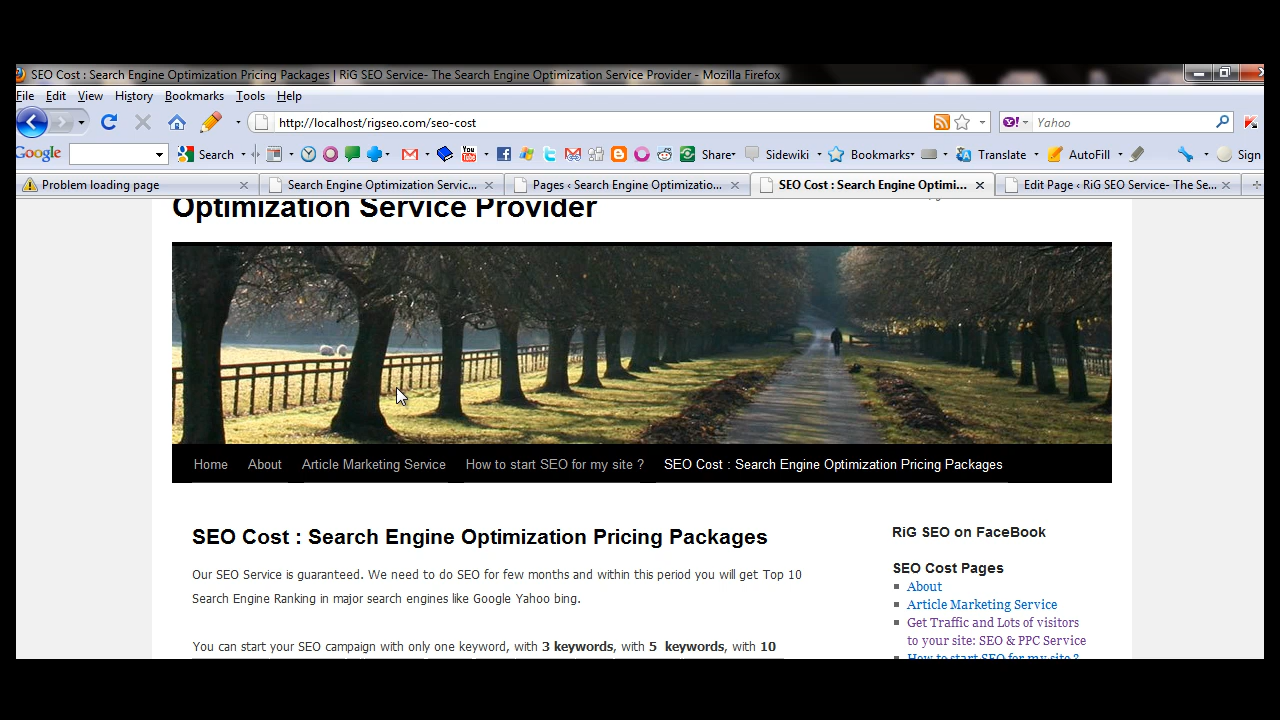 SEO Cost : Search Engine Optimization Pricing Packages | RiG SEO Service- The Search Engine Optimization Service Provider - Mozilla Firefox
File Edit View History Bookmarks Tools Help
http://localhost/rigseo.com/seo-cost
Yahoo
Google Search Share Sidewiki Bookmarks Translate AutoFill Sign
Problem loading page
Search Engine Optimization Servic...
Pages ‹ Search Engine Optimizatio...
SEO Cost : Search Engine Optimi...
Edit Page ‹ RiG SEO Service- The Se...
Optimization Service Provider
Home About Article Marketing Service How to start SEO for my site ? SEO Cost : Search Engine Optimization Pricing Packages
SEO Cost : Search Engine Optimization Pricing Packages
Our SEO Service is guaranteed. We need to do SEO for few months and within this period you will get Top 10
Search Engine Ranking in major search engines like Google Yahoo bing.
You can start your SEO campaign with only one keyword, with 3 keywords, with 5 keywords, with 10
RiG SEO on FaceBook
SEO Cost Pages
About
Article Marketing Service
Get Traffic and Lots of visitors
to your site: SEO & PPC Service
How to start SEO for my site ?